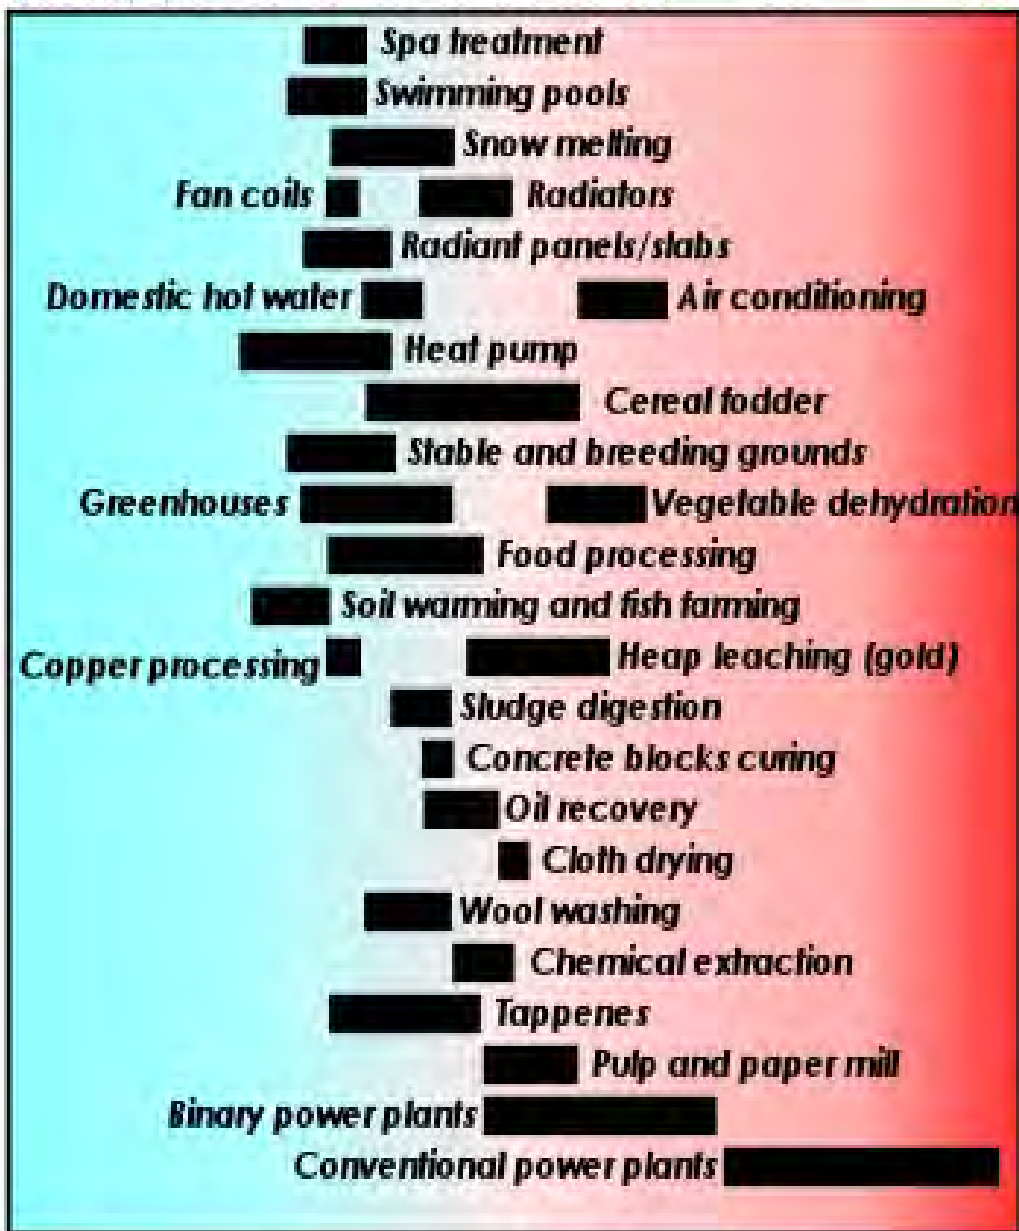 Spa treatment
Swimming pools
Snow melting
Fan coils Radiators
Radiant panels/slabs
Domestic hot water Air conditioning
Heat pump
Cereal fodder
Stable and breeding grounds
Greenhouses Vegetable dehydration
Food processing
Soil warming and fish farming
Copper processing Heap leaching (gold)
Sludge digestion
Concrete blocks curing
Oil recovery
Cloth drying
Wool washing
Chemical extraction
Tappenes
Pulp and paper mill
Binary power plants
Conventional power plants